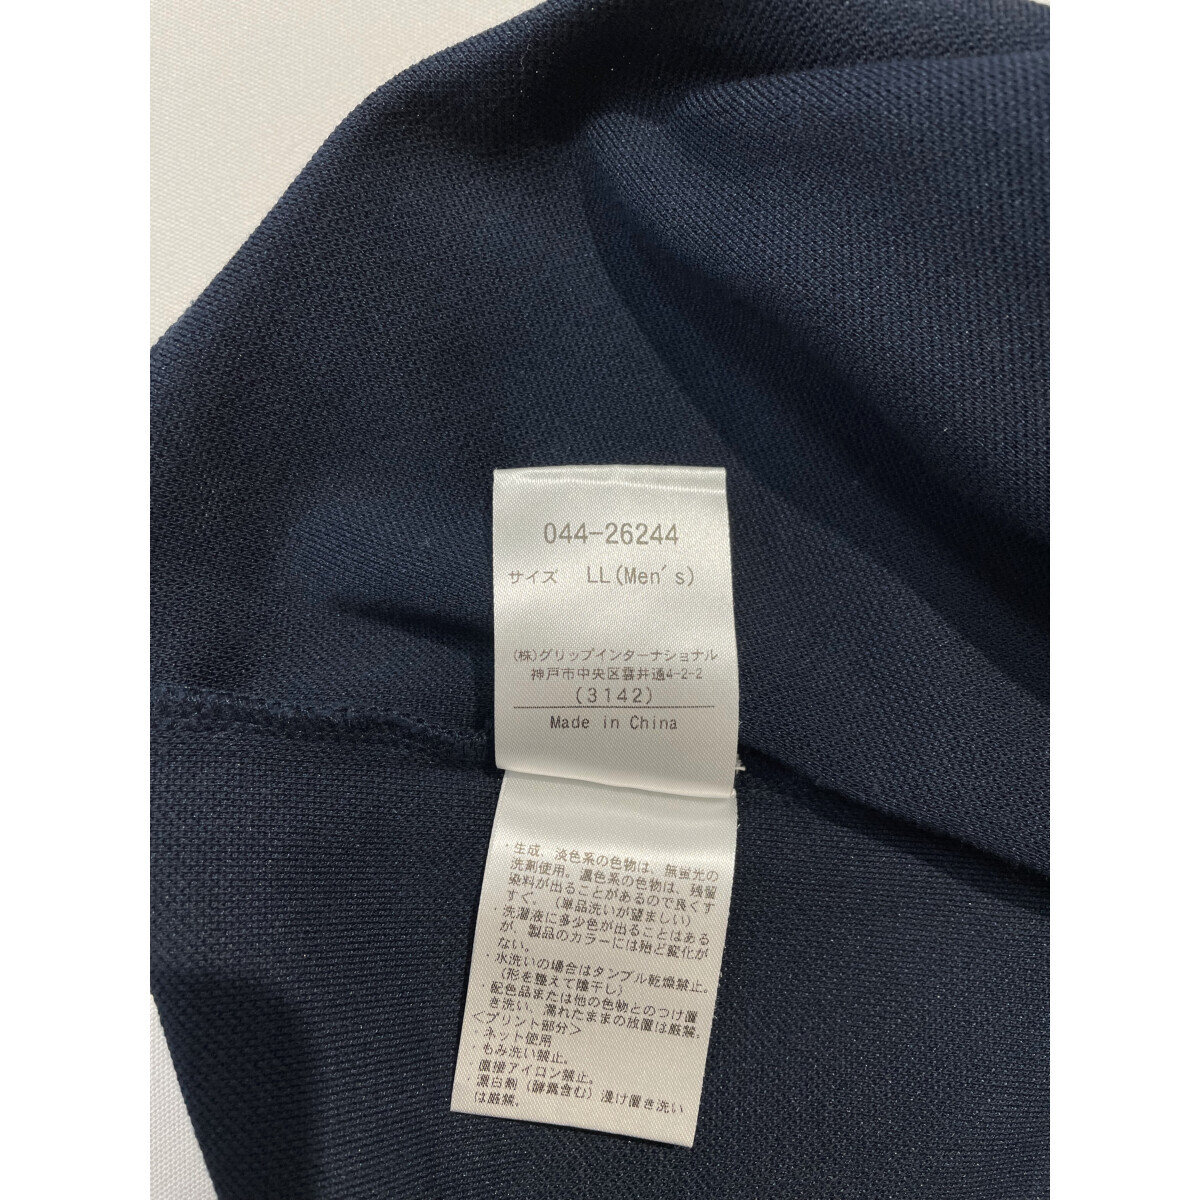 044-26244
サイズ LL(Men's)
(株)グリップインターナショナル
神戸市中央区雲井通4-2-2
(3142)
Made in China
・生成、淡色系の色物は、無蛍光の
洗剤使用。濃色系の色物は、残留
染料が出ることがあるので良くす
すぐ。(単品洗いが望ましい)
・洗濯液に多少色が出ることはある
が、製品のカラーには殆ど変化が
ない。
・水洗いの場合はタンブル乾燥禁止。
(形を整えて陰干し)
・配色品または他の色物とのつけ置
き洗い、濡れたままの放置は厳禁。
<プリント部分>
・ネット使用
・もみ洗い禁止。
・直接アイロン禁止。
・漂白剤(酵素含む)浸け置き洗い
は厳禁。